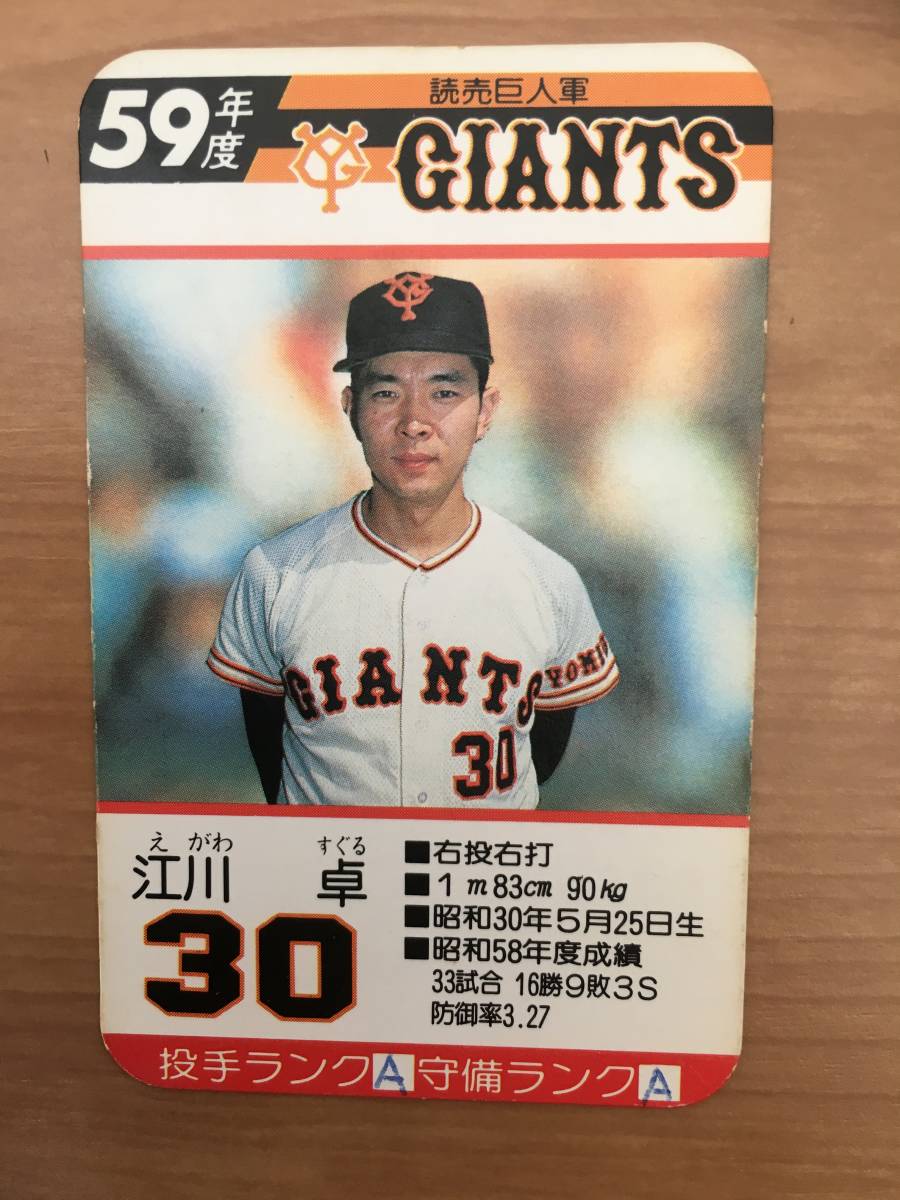 59年度
読売巨人軍
YG GIANTS
YG
GIANTS
YOMI
30
えがわ すぐる
江川 卓
30
■右投右打
■1m83cm 90kg
■昭和30年5月25日生
■昭和58年度成績
33試合 16勝9敗3S
防御率3.27
投手ランクA守備ランクA